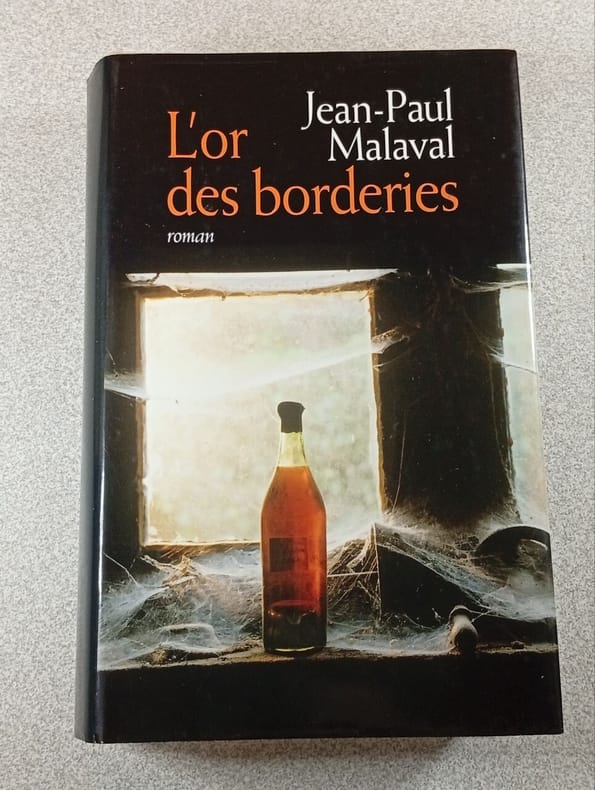 Jean-Paul
Malaval
L'or
des borderies
roman